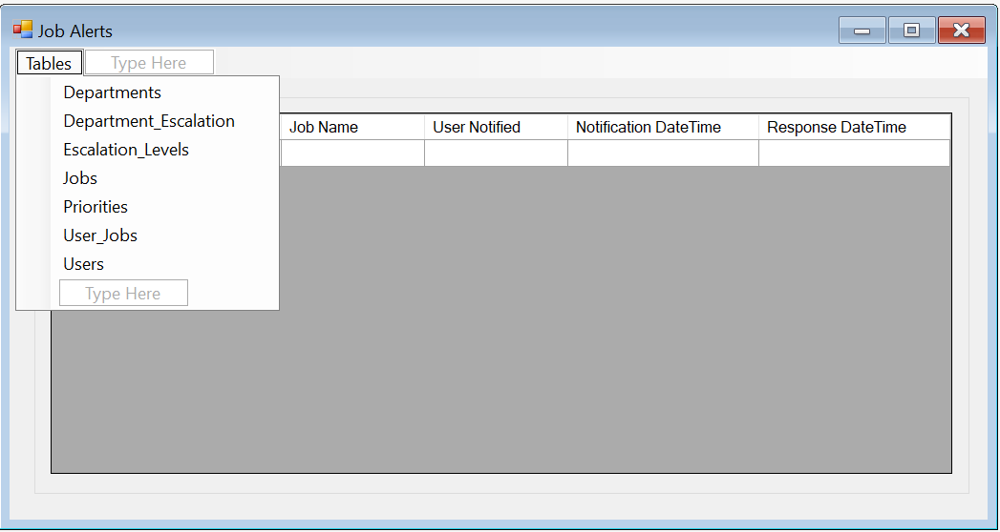 Job Alerts
Tables Type Here
Departments
Department_Escalation
Job Name User Notified Notification DateTime Response DateTime
Escalation_Levels
Jobs
Priorities
User_Jobs
Users
Type Here